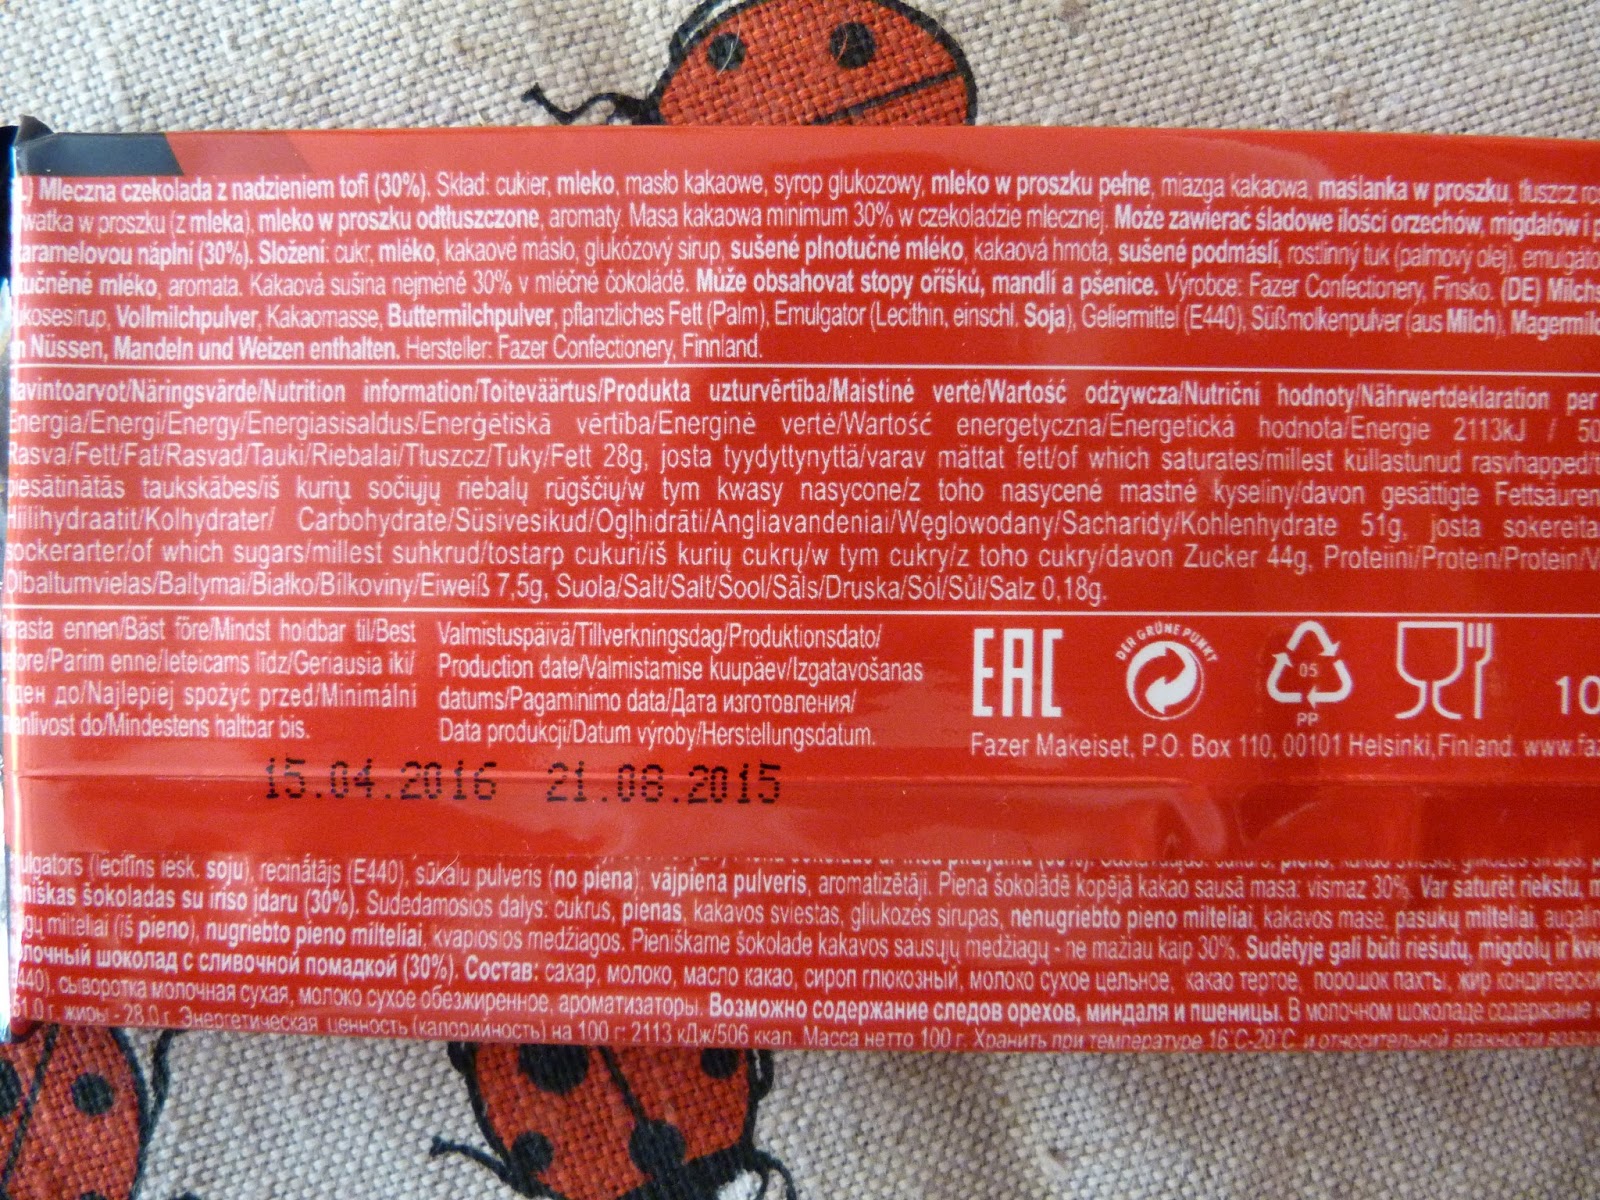 Mleczna czekolada z nadzieniem tofi (30%). Skład: cukier, mleko, masło kakaowe, syrop glukozowy, mleko w proszku pełne, miazga kakaowa, maślanka w proszku, tłuszcz
w proszku (z mleka), mleko w proszku odtłuszczone, aromaty. Masa kakaowa minimum 30% w czekoladzie mlecznej. Może zawierać śladowe ilości orzechów, migdałów i
náplní (30%). Složení: cukr, mléko, kakaové máslo, glukózový sirup, sušené plnotučné mléko, kakaová hmota, sušené podmáslí, rostlinný tuk (palmový olej),
mléko, aromata. Kakaová sušina nejméně 30% v mléčné čokoládě. Může obsahovat stopy oříšků, mandlí a pšenice. Výrobce: Fazer Confectionery, Finsko. (DE)
Vollmilchpulver, Kakaomasse, Buttermilchpulver, pflanzliches Fett (Palm), Emulgator (Lecithin, einschl. Soja), Geliermittel (E440), Süßmolkenpulver (aus Milch),
Nüssen, Mandeln und Weizen enthalten. Hersteller: Fazer Confectionery, Finnland.
/Näringsvärde/Nutrition information/Toiteväärtus/Produkta uzturvērtība/Maistinė vertė/Wartość odżywcza/Nutriční hodnoty/Nährwertdeklaration per
/Energi/Energy/Energiasisaldus/Enerģētiskā vērtība/Energinė vertė/Wartość energetyczna/Energetická hodnota/Energie 2113kJ /
Rasva/Fett/Fat/Rasvad/Tauki/Riebalai/Tłuszcz/Tuky/Fett 28g, josta tyydyttynyttä/varav mättat fett/of which saturates/millest küllastunud rasvhapped/
taukskābes/iš kurių sočiųjų riebalų rūgščių/w tym kwasy nasycone/z toho nasycené mastné kyseliny/davon gesättigte Fettsäuren
/Kolhydrater/ Carbohydrate/Süsivesikud/Ogļhidrāti/Angliavandeniai/Węglowodany/Sacharidy/Kohlenhydrate 51g, josta
sockerarter/of which sugars/millest suhkrud/tostarp cukuri/iš kurių cukrų/w tym cukry/z toho cukry/davon Zucker 44g, Proteiini/Protein/Protein/
/Baltymai/Białko/Bílkoviny/Eiweiß 7,5g, Suola/Salt/Salt/Sool/Sāls/Druska/Sól/Sůl/Salz 0,18g.
ennen/Bäst före/Mindst holdbar til/Best
/Parim enne/Ieteicams līdz/Geriausia iki/
до/Najlepiej spożyć przed/Minimální
do/Mindestens haltbar bis.
Valmistuspäivä/Tillverkningsdag/Produktionsdato/
Production date/Valmistamise kuupäev/Izgatavošanas
datums/Pagaminimo data/Дата изготовления/
Data produkcji/Datum výroby/Herstellungsdatum.
EAC
DER GRÜNE PUNKT
05
PP
Fazer Makeiset, P.O. Box 110, 00101 Helsinki, Finland.
15.04.2016 21.08.2015
(lecitīns iesk. soju), recinātājs (E440), sūkalu pulveris (no piena), vājpiena pulveris, aromatizētāji. Piena šokolādē kopējā kakao sausā masa: vismaz 30%. Var saturēt riekstu,
šokoladas su iriso įdaru (30%). Sudedamosios dalys: cukrus, pienas, kakavos sviestas, gliukozės sirupas, nenugriebto pieno milteliai, kakavos masė, pasukų milteliai,
milteliai (iš pieno), nugriebto pieno milteliai, kvapiosios medžiagos. Pieniškame šokolade kakavos sausųjų medžiagų - ne mažiau kaip 30%. Sudėtyje gali būti riešutų, migdolų ir
шоколад с сливочной помадкой (30%). Состав: сахар, молоко, масло какао, сироп глюкозный, молоко сухое цельное, какао тертое, порошок пахты, жир
сыворотка молочная сухая, молоко сухое обезжиренное, ароматизаторы. Возможно содержание следов орехов, миндаля и пшеницы. В молочном шоколаде содержание
жиры - 28,0 г. Энергетическая ценность (калорийность) на 100 г: 2113 кДж/506 ккал. Масса нетто 100 г. Хранить при температуре 16°C-20°C и относительной влажности